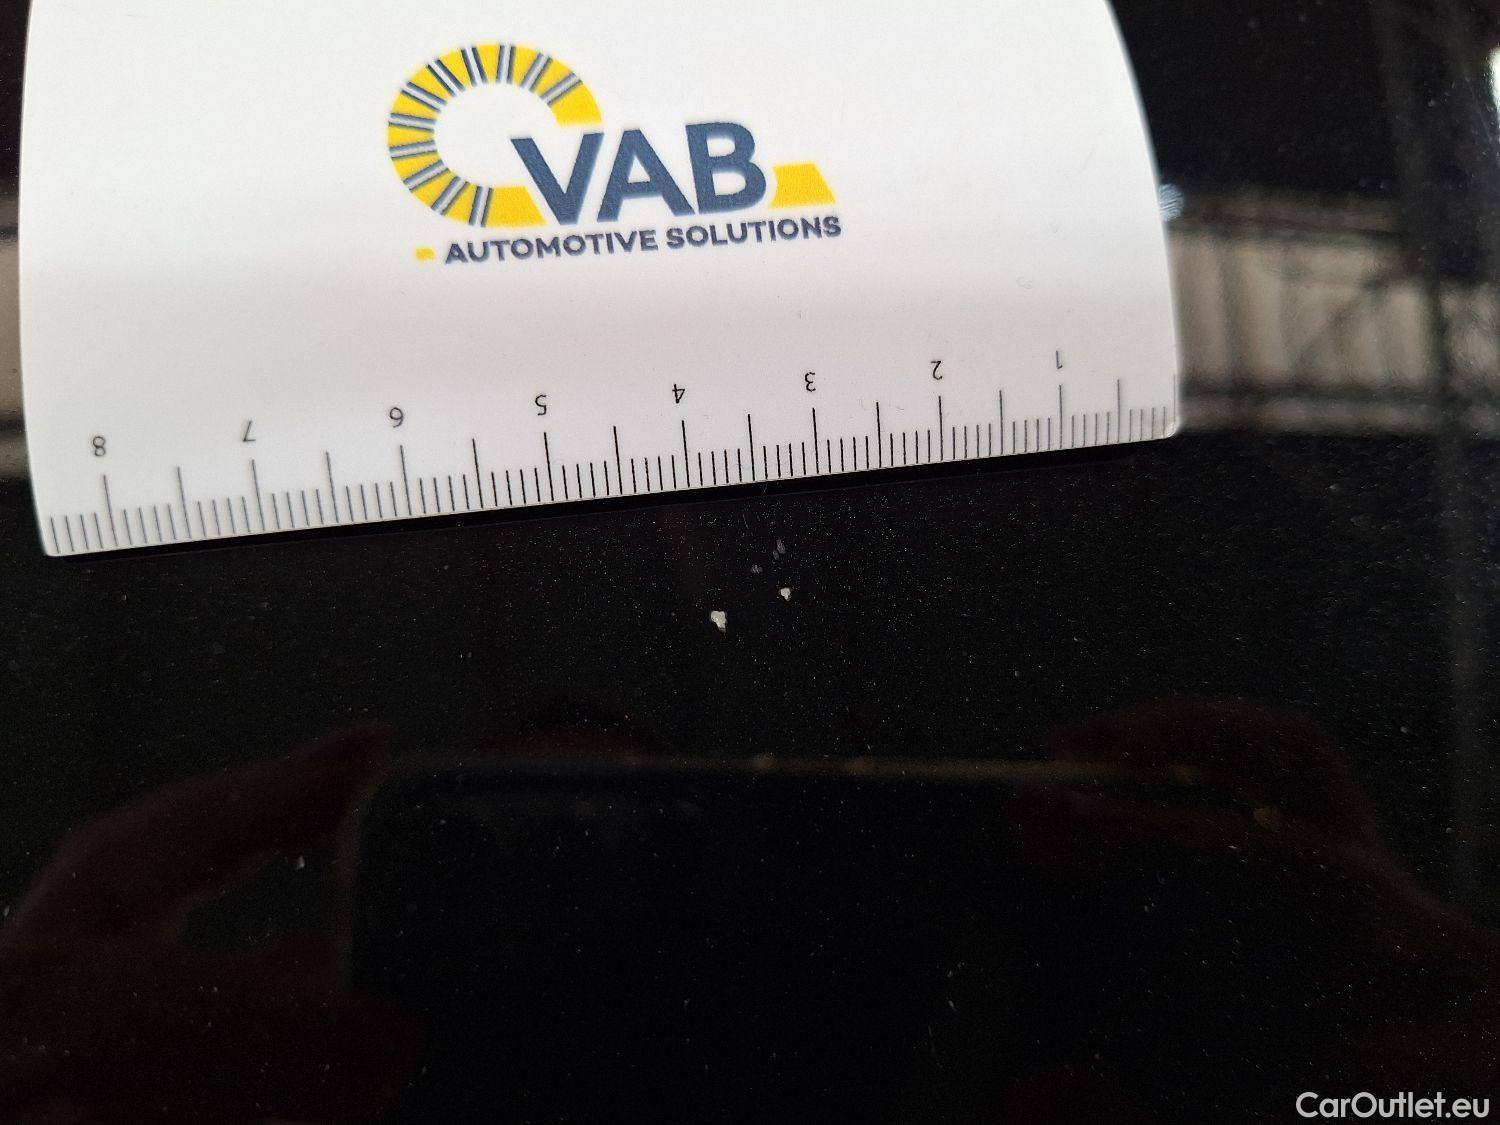 VAB
AUTOMOTIVE SOLUTIONS
8 7 6 5 4 3 2 1
CarOutlet.eu